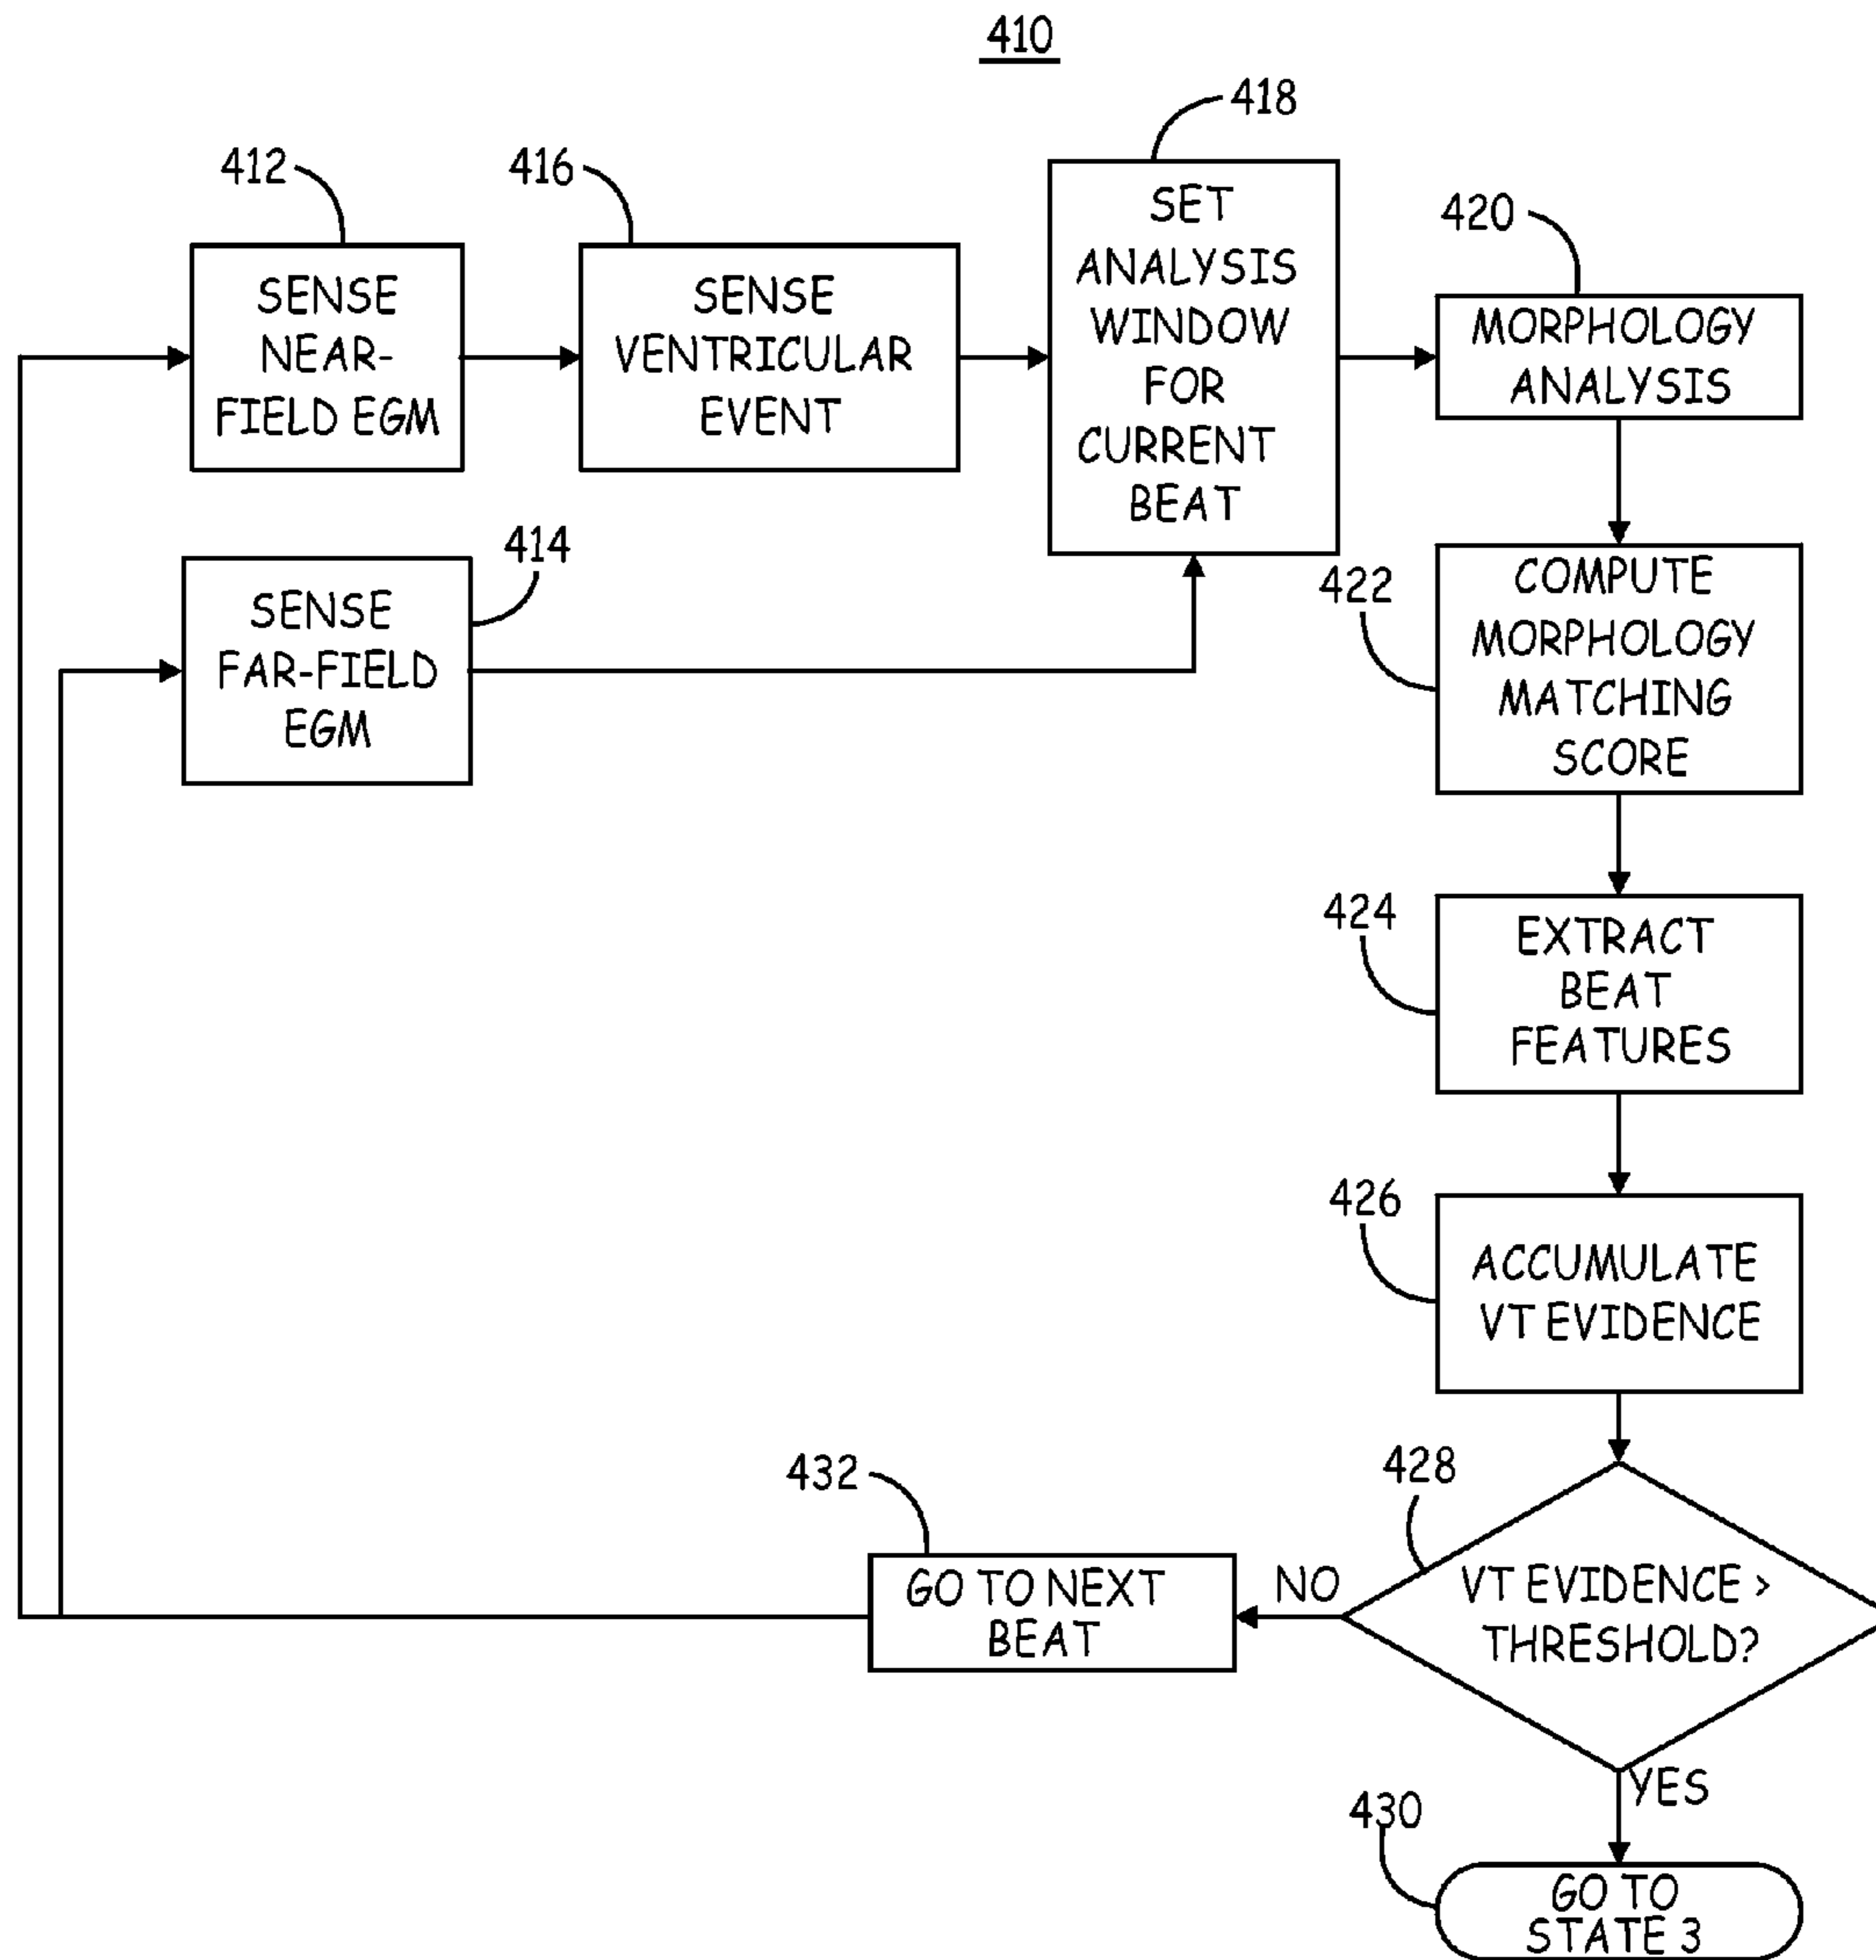 410
412
SENSE
NEAR-
FIELD EGM
416
SENSE
VENTRICULAR
EVENT
418
SET
ANALYSIS
WINDOW
FOR
CURRENT
BEAT
420
MORPHOLOGY
ANALYSIS
414
SENSE
FAR-FIELD
EGM
422
COMPUTE
MORPHOLOGY
MATCHING
SCORE
424
EXTRACT
BEAT
FEATURES
426
ACCUMULATE
VT EVIDENCE
428
VT EVIDENCE >
THRESHOLD?
NO
432
GO TO NEXT
BEAT
YES
430
GO TO
STATE 3